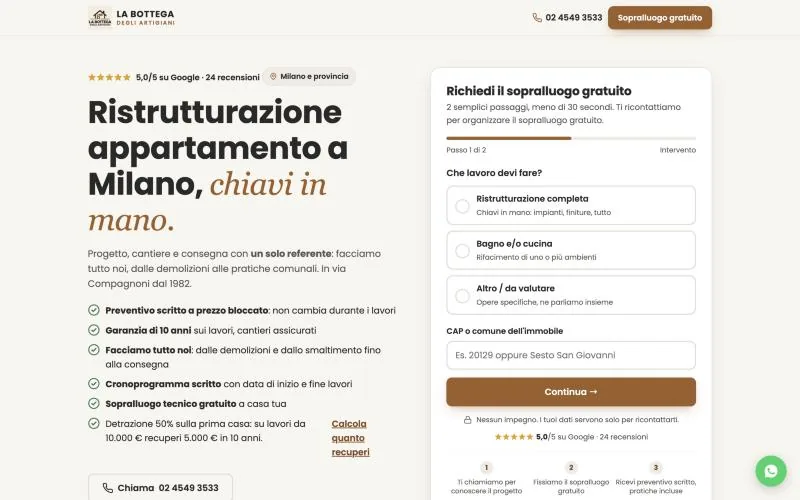 LA BOTTEGA
DEGLI ARTIGIANI
02 4549 3533
Sopralluogo gratuito
★★★★★ 5,0/5 su Google · 24 recensioni
Milano e provincia
Ristrutturazione
appartamento a
Milano, chiavi in
mano.
Progetto, cantiere e consegna con un solo referente: facciamo
tutto noi, dalle demolizioni alle pratiche comunali. In via
Compagnoni dal 1982.
Preventivo scritto a prezzo bloccato: non cambia durante i lavori
Garanzia di 10 anni sui lavori, cantieri assicurati
Facciamo tutto noi: dalle demolizioni e dallo smaltimento fino
alla consegna
Cronoprogramma scritto con data di inizio e fine lavori
Sopralluogo tecnico gratuito a casa tua
Detrazione 50% sulla prima casa: su lavori da
10.000 € recuperi 5.000 € in 10 anni.
Calcola
quanto
recuperi
Chiama 02 4549 3533
Richiedi il sopralluogo gratuito
2 semplici passaggi, meno di 30 secondi. Ti ricontattiamo
per organizzare il sopralluogo gratuito.
Passo 1 di 2
Intervento
Che lavoro devi fare?
Ristrutturazione completa
Chiavi in mano: impianti, finiture, tutto
Bagno e/o cucina
Rifacimento di uno o più ambienti
Altro / da valutare
Opere specifiche, ne parliamo insieme
CAP o comune dell'immobile
Es. 20129 oppure Sesto San Giovanni
Continua →
Nessun impegno. I tuoi dati servono solo per ricontattarti.
★★★★★ 5,0/5 su Google · 24 recensioni
1
Ti chiamiamo per
conoscere il progetto
2
Fissiamo il sopralluogo
gratuito
3
Ricevi preventivo scritto,
pratiche incluse